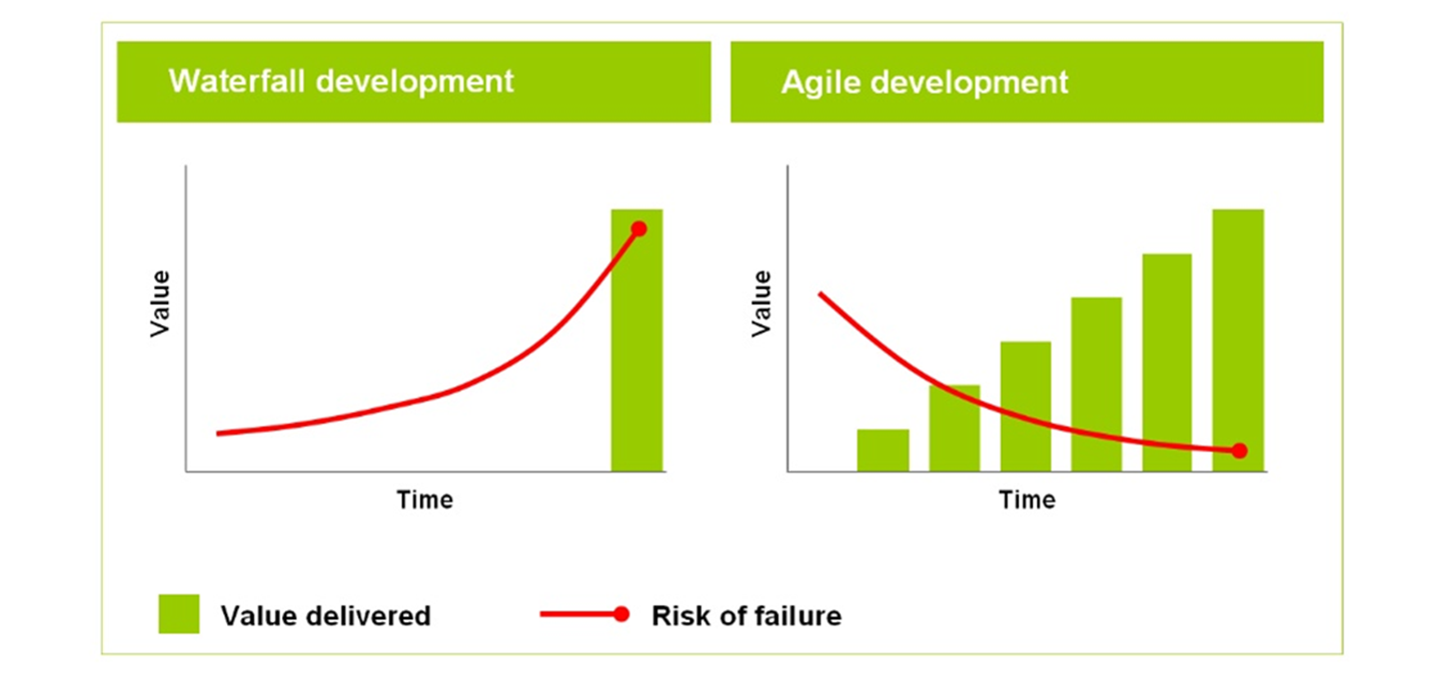 Waterfall development
Agile development
Value
Time
Value
Time
Value delivered
Risk of failure